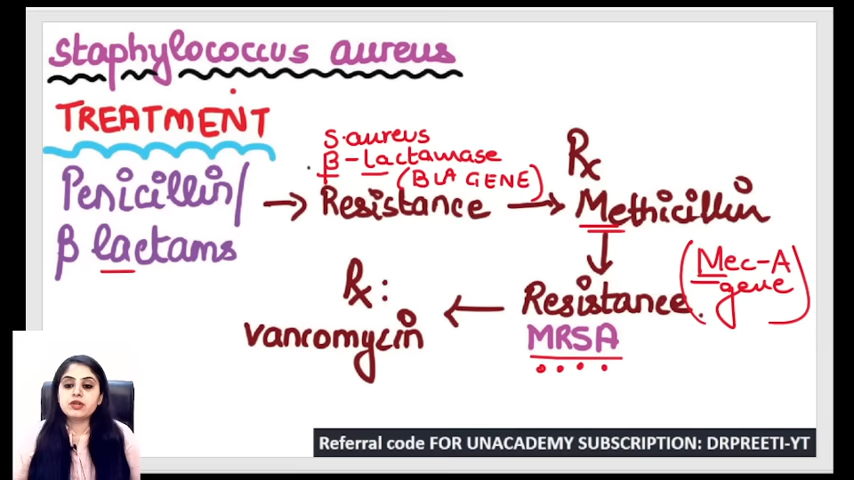 Staphylococcus aureus
TREATMENT
Penicillin/
β lactams
→
S. aureus
β-lactamase
(BLA GENE)
Resistance
→
Rx
Methicillin
Resistance.
MRSA
(Mec-A
gene)
←
Rx:
vancomycin
Referral code FOR UNACADEMY SUBSCRIPTION: DRPREETI-YT